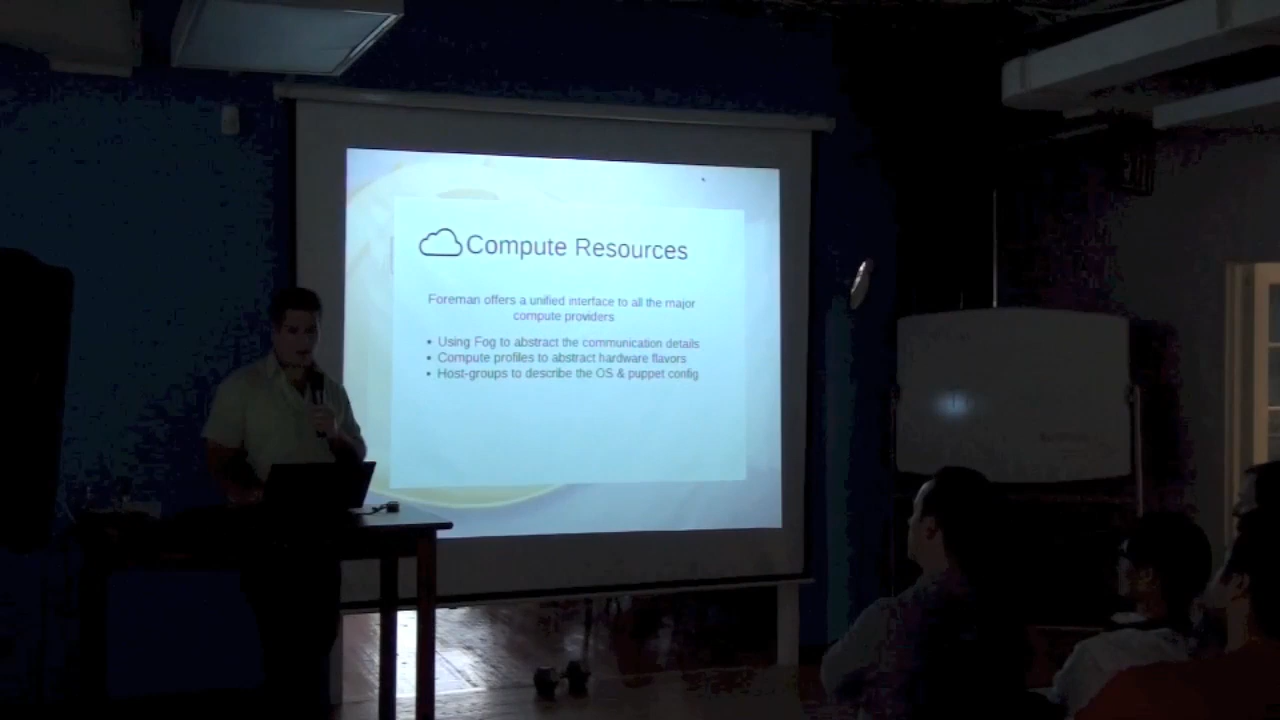 Compute Resources
Foreman offers a unified interface to all the major
compute providers
• Using Fog to abstract the communication details
• Compute profiles to abstract hardware flavors
• Host-groups to describe the OS & puppet config